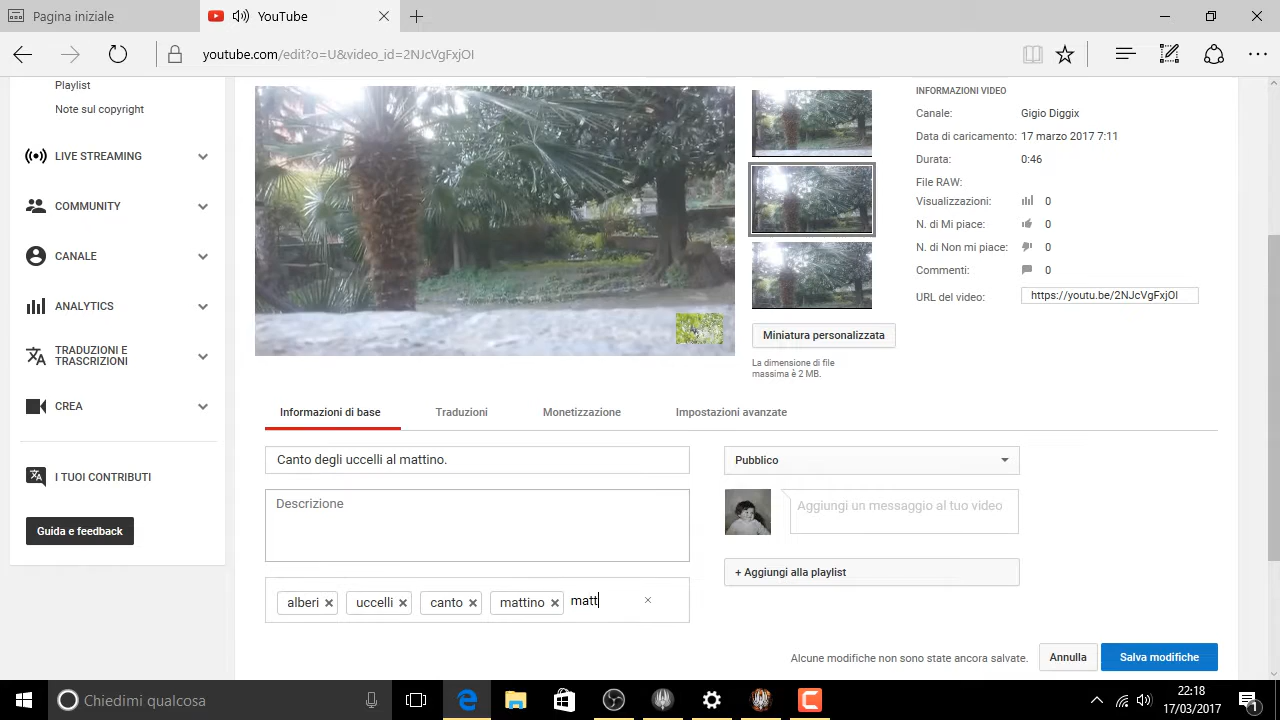 Pagina iniziale
YouTube
youtube.com/edit?o=U&video_id=2NJcVgFxjOI
Playlist
Note sul copyright
LIVE STREAMING
COMMUNITY
CANALE
ANALYTICS
TRADUZIONI E
TRASCRIZIONI
CREA
I TUOI CONTRIBUTI
Guida e feedback
INFORMAZIONI VIDEO
Canale: Gigio Diggix
Data di caricamento: 17 marzo 2017 7:11
Durata: 0:46
File RAW:
Visualizzazioni: 0
N. di Mi piace: 0
N. di Non mi piace: 0
Commenti: 0
URL del video: https://youtu.be/2NJcVgFxjOI
Miniatura personalizzata
La dimensione di file
massima è 2 MB.
Informazioni di base Traduzioni Monetizzazione Impostazioni avanzate
Canto degli uccelli al mattino.
Descrizione
alberi uccelli canto mattino matt
Pubblico
Aggiungi un messaggio al tuo video
+ Aggiungi alla playlist
Alcune modifiche non sono state ancora salvate. Annulla Salva modifiche
Chiedimi qualcosa
22:18
17/03/2017
1